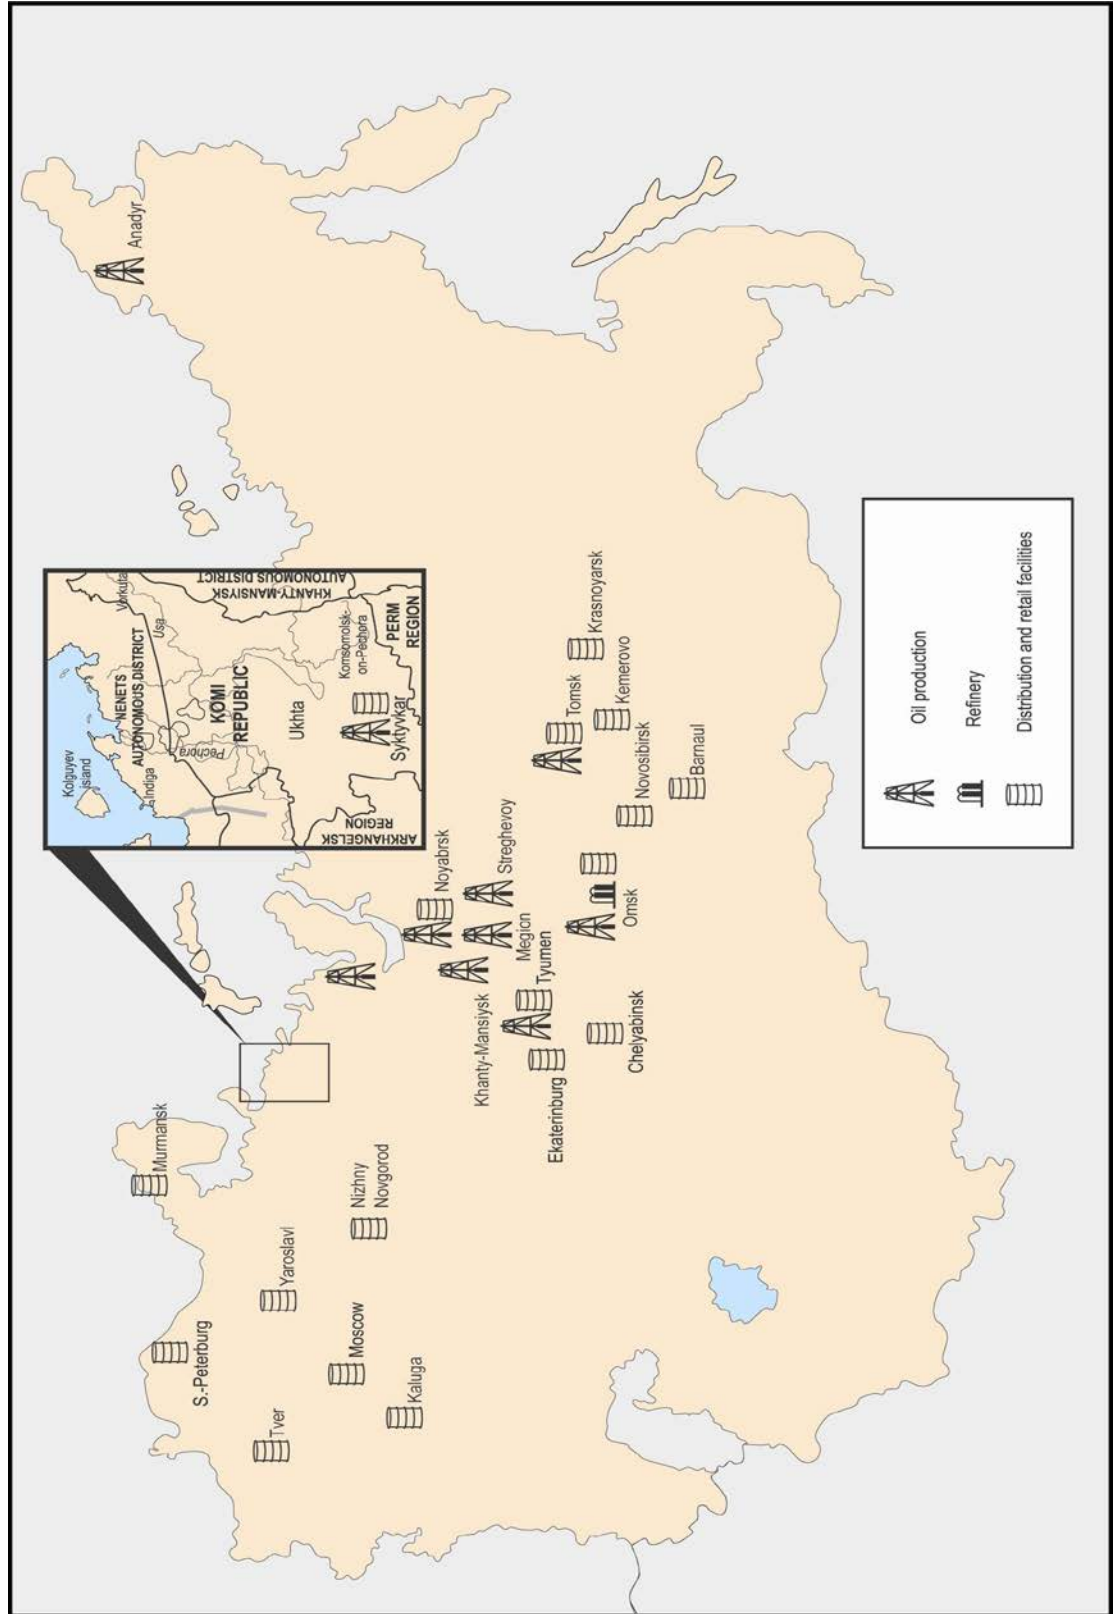 Murmansk
S.-Peterburg
Yaroslavl
Tver
Moscow
Nizhny
Novgorod
Kaluga
Khanty-Mansiysk
Ekaterinburg
Tyumen
Chelyabinsk
Noyabrsk
Megion
Streghevoy
Omsk
Novosibirsk
Tomsk
Kemerovo
Barnaul
Krasnoyarsk
Anadyr
Kolguyev
island
Indiga
NENETS
AUTONOMOUS DISTRICT
Vorkuta
Usa
Pechora
KOMI
REPUBLIC
Ukhta
Komsomolsk-
on-Pechora
Syktyvkar
ARKHANGELSK
REGION
KHANTY-MANSIYSK
AUTONOMOUS DISTRICT
PERM
REGION
Oil production
Refinery
Distribution and retail facilities